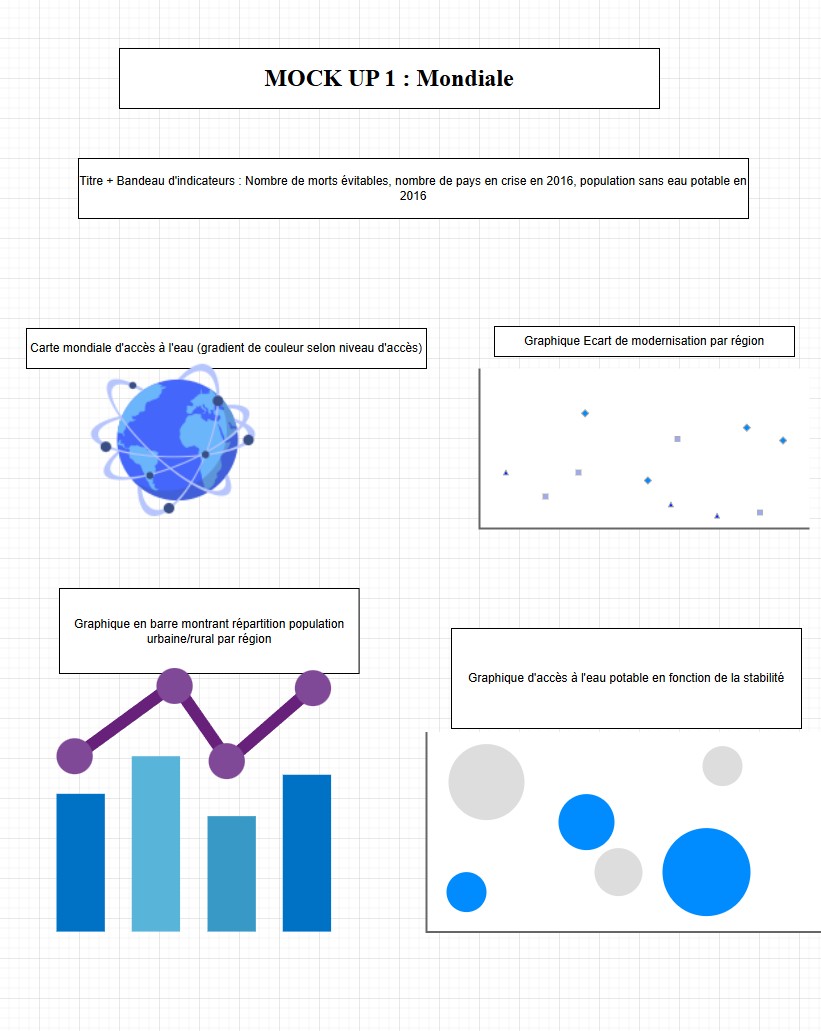 MOCK UP 1 : Mondiale
Titre + Bandeau d'indicateurs : Nombre de morts évitables, nombre de pays en crise en 2016, population sans eau potable en
2016
Carte mondiale d'accès à l'eau (gradient de couleur selon niveau d'accès)
Graphique Ecart de modernisation par région
Graphique en barre montrant répartition population
urbaine/rural par région
Graphique d'accès à l'eau potable en fonction de la stabilité